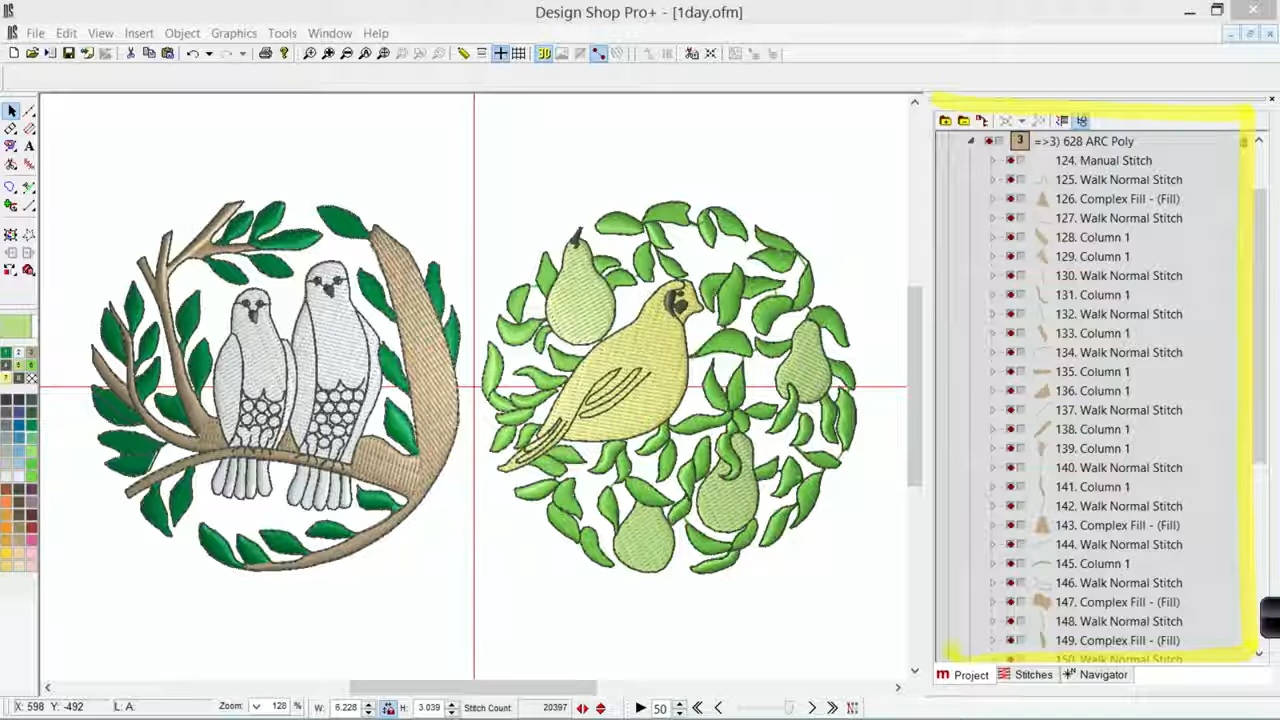 Design Shop Pro+ - [1day.ofm]
File Edit View Insert Object Graphics Tools Window Help
3D
A
3 =>3) 628 ARC Poly
124. Manual Stitch
125. Walk Normal Stitch
126. Complex Fill - (Fill)
127. Walk Normal Stitch
128. Column 1
129. Column 1
130. Walk Normal Stitch
131. Column 1
132. Walk Normal Stitch
133. Column 1
134. Walk Normal Stitch
135. Column 1
136. Column 1
137. Walk Normal Stitch
138. Column 1
139. Column 1
140. Walk Normal Stitch
141. Column 1
142. Walk Normal Stitch
143. Complex Fill - (Fill)
144. Walk Normal Stitch
145. Column 1
146. Walk Normal Stitch
147. Complex Fill - (Fill)
148. Walk Normal Stitch
149. Complex Fill - (Fill)
150. Walk Normal Stitch
Project Stitches Navigator
X: 598 Y: -492 L: A: Zoom: 128 % W: 6.228 H: 3.039 Stitch Count: 20397 50